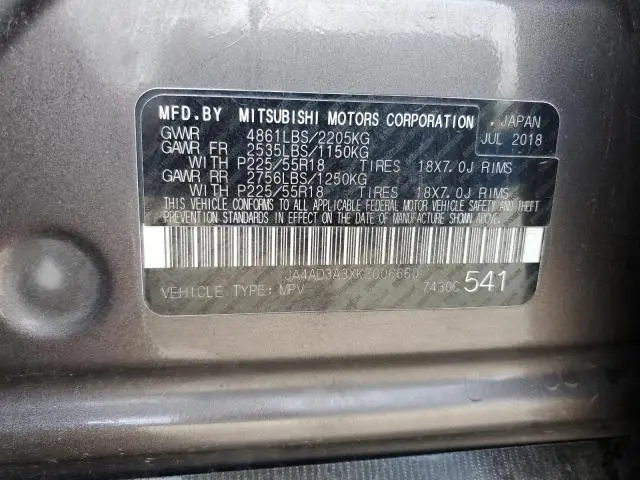 MFD.BY MITSUBISHI MOTORS CORPORATION , JAPAN
GVWR 4861LBS/2205KG JUL 2018
GAWR FR 2535LBS/1150KG
WITH P225/55R18 TIRES 18X7.0J RIMS
GAWR RR 2756LBS/1250KG
WITH P225/55R18 TIRES 18X7.0J RIMS
THIS VEHICLE CONFORMS TO ALL APPLICABLE FEDERAL MOTOR VEHICLE SAFETY AND THEFT
PREVENTION STANDARDS IN EFFECT ON THE DATE OF MANUFACTURE SHOWN ABOVE.
VEHICLE TYPE: MPV 7430C 541